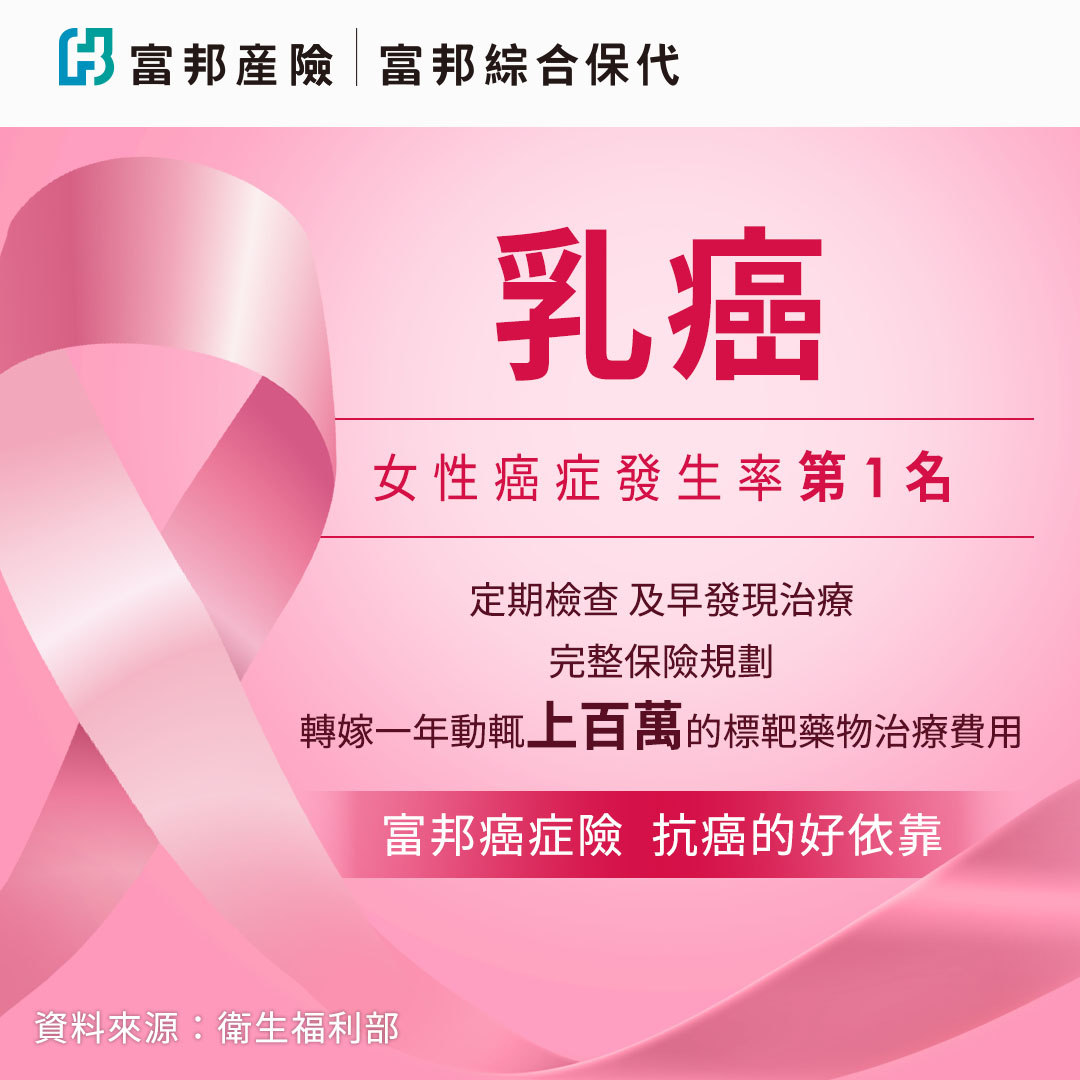 富邦産險｜富邦綜合保代
乳癌
女性癌症發生率第1名
定期檢查 及早發現治療
完整保險規劃
轉嫁一年動輒上百萬的標靶藥物治療費用
富邦癌症險 抗癌的好依靠
資料來源：衛生福利部